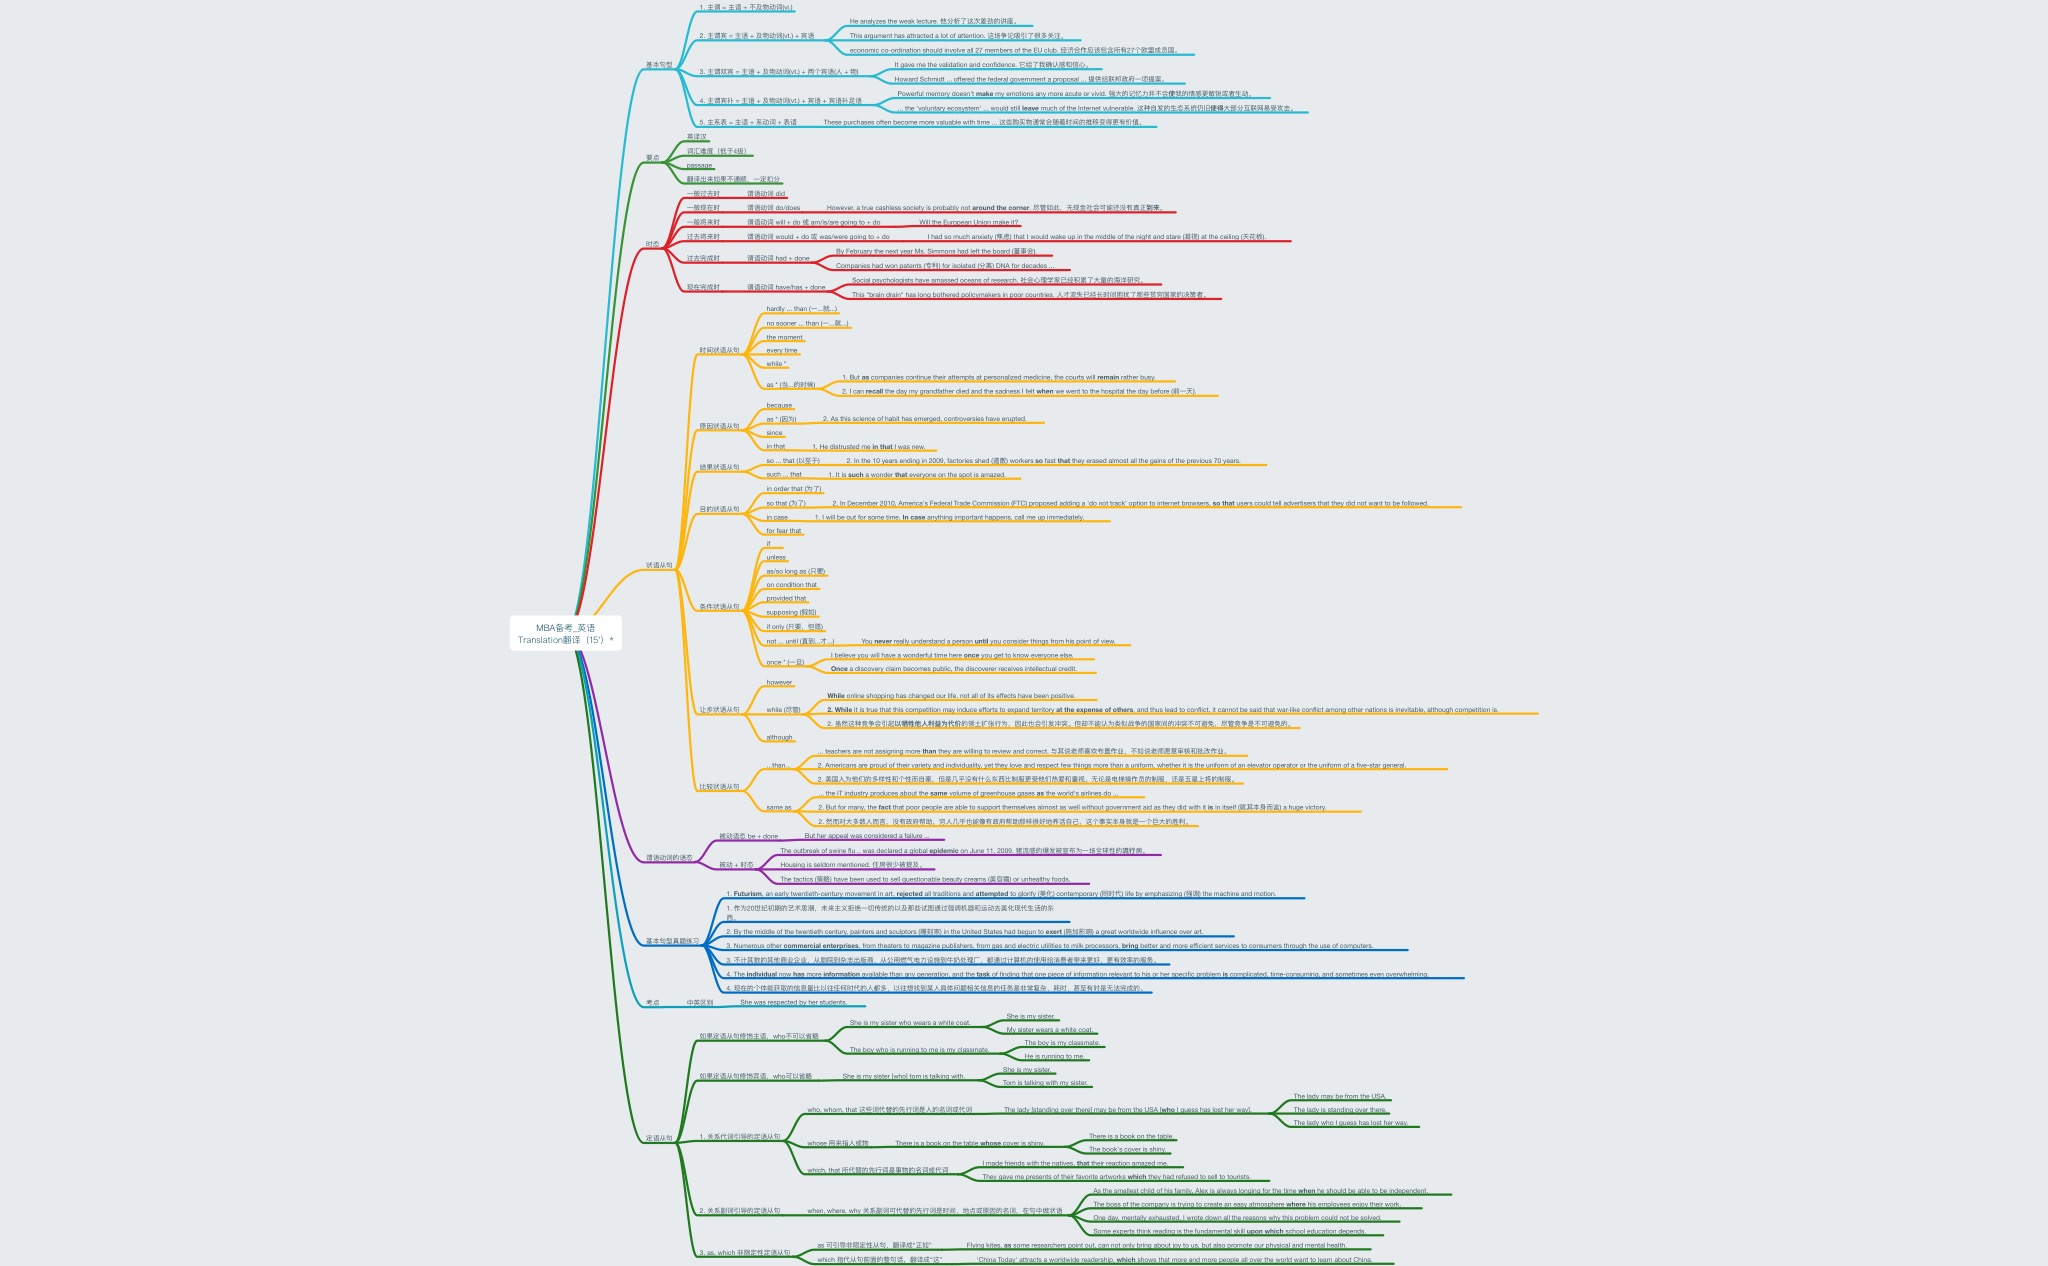 MBA备考_英语
Translation翻译（15'）*
基本句型
1. 主谓 = 主语 + 不及物动词(vi.)
2. 主谓宾 = 主语 + 及物动词(vt.) + 宾语
He analyzes the weak lecture. 他分析了这次差劲的讲座。
This argument has attracted a lot of attention. 这场争论吸引了很多关注。
economic co-ordination should involve all 27 members of the EU club. 经济合作应该包含所有27个欧盟成员国。
3. 主谓双宾 = 主语 + 及物动词(vt.) + 两个宾语(人 + 物)
It gave me the validation and confidence. 它给了我确认感和信心。
Howard Schmidt ... offered the federal government a proposal ... 提供给联邦政府一项提案。
4. 主谓宾补 = 主语 + 及物动词(vt.) + 宾语 + 宾语补足语
Powerful memory doesn't make my emotions any more acute or vivid. 强大的记忆力并不会使我的情感更敏锐或者生动。
... the 'voluntary ecosystem' ... would still leave much of the Internet vulnerable. 这种自发的生态系统仍旧使得大部分互联网易受攻击。
5. 主系表 = 主语 + 系动词 + 表语
These purchases often become more valuable with time ... 这些购买物通常会随着时间的推移变得更有价值。
要点
英译汉
词汇难度（低于4级）
passage
翻译出来如果不通顺，一定扣分
时态
一般过去时
谓语动词 did
一般现在时
谓语动词 do/does
However, a true cashless society is probably not around the corner. 尽管如此，无现金社会可能还没有真正到来。
一般将来时
谓语动词 will + do 或 am/is/are going to + do
Will the European Union make it?
过去将来时
谓语动词 would + do 或 was/were going to + do
I had so much anxiety (焦虑) that I would wake up in the middle of the night and stare (凝视) at the ceiling (天花板).
过去完成时
谓语动词 had + done
By February the next year Ms. Simmons had left the board (董事会).
Companies had won patents (专利) for isolated (分离) DNA for decades ...
现在完成时
谓语动词 have/has + done
Social psychologists have amassed oceans of research. 社会心理学家已经积累了大量的海洋研究。
This "brain drain" has long bothered policymakers in poor countries. 人才流失已经长时间困扰了那些贫穷国家的决策者。
状语从句
时间状语从句
hardly ... than (一...就...)
no sooner ... than (一...就...)
the moment
every time
while *
as * (当...的时候)
1. But as companies continue their attempts at personalized medicine, the courts will remain rather busy.
2. I can recall the day my grandfather died and the sadness I felt when we went to the hospital the day before (前一天).
原因状语从句
because
as * (因为)
2. As this science of habit has emerged, controversies have erupted.
since
in that
1. He distrusted me in that I was new.
结果状语从句
so ... that (以至于)
2. In the 10 years ending in 2009, factories shed (遣散) workers so fast that they erased almost all the gains of the previous 70 years.
such ... that
1. It is such a wonder that everyone on the spot is amazed.
目的状语从句
in order that (为了)
so that (为了)
2. In December 2010, America's Federal Trade Commission (FTC) proposed adding a 'do not track' option to internet browsers, so that users could tell advertisers that they did not want to be followed.
in case
1. I will be out for some time. In case anything important happens, call me up immediately.
for fear that
条件状语从句
if
unless
as/so long as (只要)
on condition that
provided that
supposing (假如)
if only (只要，但愿)
not ... until (直到...才...)
You never really understand a person until you consider things from his point of view.
once * (一旦)
I believe you will have a wonderful time here once you get to know everyone else.
Once a discovery claim becomes public, the discoverer receives intellectual credit.
让步状语从句
however
while (尽管)
While online shopping has changed our life, not all of its effects have been positive.
2. While it is true that this competition may induce efforts to expand territory at the expense of others, and thus lead to conflict, it cannot be said that war-like conflict among other nations is inevitable, although competition is.
2. 虽然这种竞争会引起以牺牲他人利益为代价的领土扩张行为，因此也会引发冲突，但却不能认为类似战争的国家间的冲突不可避免，尽管竞争是不可避免的。
although
比较状语从句
...than...
... teachers are not assigning more than they are willing to review and correct. 与其说老师喜欢布置作业，不如说老师愿意审核和批改作业。
2. Americans are proud of their variety and individuality, yet they love and respect few things more than a uniform, whether it is the uniform of an elevator operator or the uniform of a five-star general.
2. 美国人为他们的多样性和个性而自豪，但是几乎没有什么东西比制服更受他们热爱和重视，无论是电梯操作员的制服，还是五星上将的制服。
same as
... the IT industry produces about the same volume of greenhouse gases as the world's airlines do ...
2. But for many, the fact that poor people are able to support themselves almost as well without government aid as they did with it is in itself (就其本身而言) a huge victory.
2. 然而对大多数人而言，没有政府帮助，穷人几乎也能像有政府帮助那样很好地养活自己，这个事实本身就是一个巨大的胜利。
谓语动词的语态
被动语态 be + done
But her appeal was considered a failure ...
被动 + 时态
The outbreak of swine flu .. was declared a global epidemic on June 11, 2009. 猪流感的爆发被宣布为一场全球性的流行病。
Housing is seldom mentioned. 住房很少被提及。
The tactics (策略) have been used to sell questionable beauty creams (美容霜) or unhealthy foods.
基本句型真题练习
1. Futurism, an early twentieth-century movement in art, rejected all traditions and attempted to glorify (美化) contemporary (同时代) life by emphasizing (强调) the machine and motion.
1. 作为20世纪初期的艺术思潮，未来主义拒绝一切传统的以及那些试图通过强调机器和运动去美化现代生活的东
西。
2. By the middle of the twentieth century, painters and sculptors (雕刻家) in the United States had begun to exert (施加影响) a great worldwide influence over art.
3. Numerous other commercial enterprises, from theaters to magazine publishers, from gas and electric utilities to milk processors, bring better and more efficient services to consumers through the use of computers.
3. 不计其数的其他商业企业，从剧院到杂志出版商，从公用燃气电力设施到牛奶处理厂，都通过计算机的使用给消费者带来更好、更有效率的服务。
4. The individual now has more information available than any generation, and the task of finding that one piece of information relevant to his or her specific problem is complicated, time-consuming, and sometimes even overwhelming.
4. 现在的个体能获取的信息量比以往任何时代的人都多，以往想找到某人具体问题相关信息的任务是非常复杂、耗时，甚至有时是无法完成的。
考点
中英区别
She was respected by her students.
定语从句
如果定语从句修饰主语，who不可以省略
She is my sister who wears a white coat.
She is my sister.
My sister wears a white coat.
The boy who is running to me is my classmate.
The boy is my classmate.
He is running to me.
如果定语从句修饰宾语，who可以省略
She is my sister [who] tom is talking with.
She is my sister.
Tom is talking with my sister.
1. 关系代词引导的定语从句
who, whom, that 这些词代替的先行词是人的名词或代词
The lady [standing over there] may be from the USA [who I guess has lost her way].
The lady may be from the USA.
The lady is standing over there.
The lady who I guess has lost her way.
whose 用来指人或物
There is a book on the table whose cover is shiny.
There is a book on the table.
The book's cover is shiny.
which, that 所代替的先行词是事物的名词或代词
I made friends with the natives, that their reaction amazed me.
They gave me presents of their favorite artworks which they had refused to sell to tourists.
2. 关系副词引导的定语从句
when, where, why 关系副词可代替的先行词是时间、地点或原因的名词，在句中做状语
As the smallest child of his family, Alex is always longing for the time when he should be able to be independent.
The boss of the company is trying to create an easy atmosphere where his employees enjoy their work.
One day, mentally exhausted, I wrote down all the reasons why this problem could not be solved.
Some experts think reading is the fundamental skill upon which school education depends.
3. as, which 非限定性定语从句
as 可引导非限定性从句，翻译成"正如"
Flying kites, as some researchers point out, can not only bring about joy to us, but also promote our physical and mental health.
which 指代从句前面的整句话，翻译成"这"
'China Today' attracts a worldwide readership, which shows that more and more people all over the world want to learn about China.